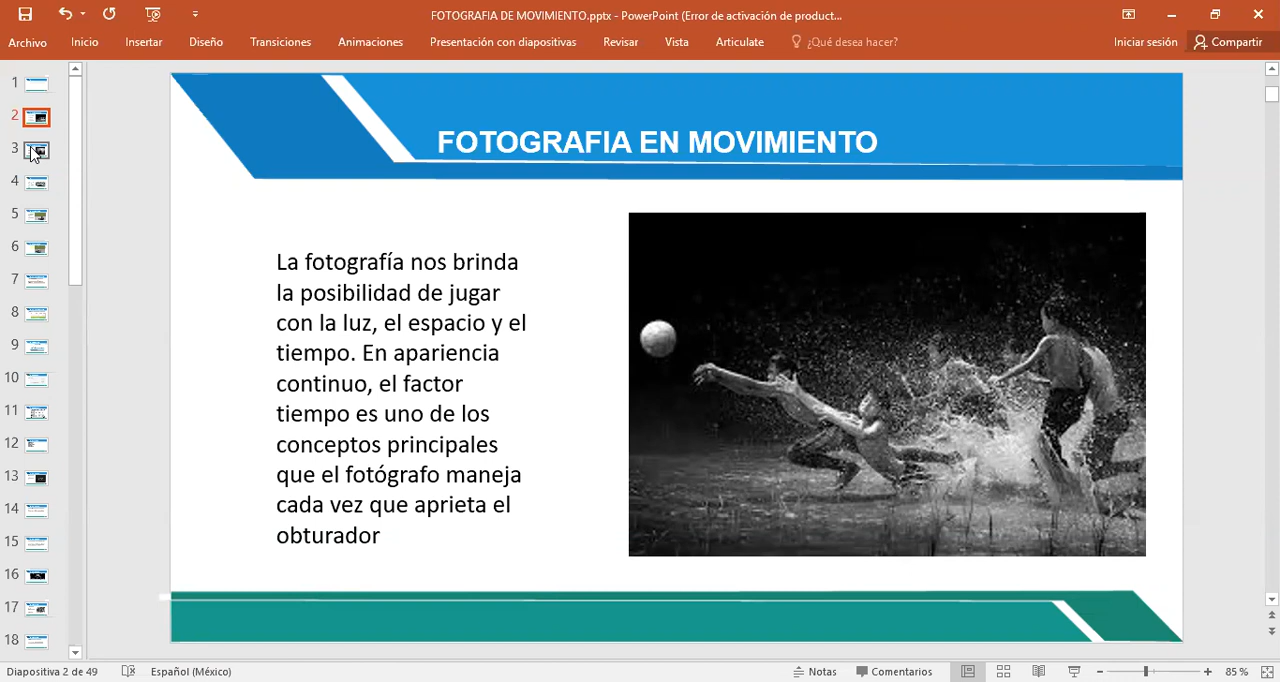 FOTOGRAFIA DE MOVIMIENTO.pptx - PowerPoint (Error de activación de product...
Archivo Inicio Insertar Diseño Transiciones Animaciones Presentación con diapositivas Revisar Vista Articulate ¿Qué desea hacer? Iniciar sesión Compartir
1
2
3
4
5
6
7
8
9
10
11
12
13
14
15
16
17
18
FOTOGRAFIA EN MOVIMIENTO
La fotografía nos brinda
la posibilidad de jugar
con la luz, el espacio y el
tiempo. En apariencia
continuo, el factor
tiempo es uno de los
conceptos principales
que el fotógrafo maneja
cada vez que aprieta el
obturador
Diapositiva 2 de 49 Español (México) Notas Comentarios 85 %